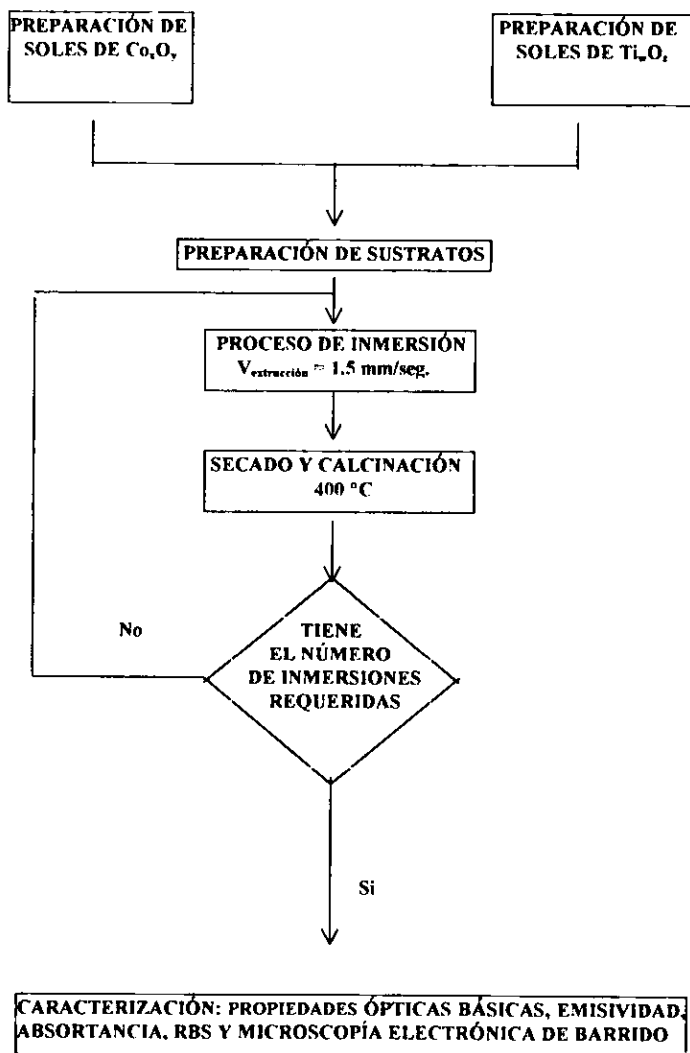 PREPARACIÓN DE
SOLES DE CoₓOᵧ
PREPARACIÓN DE
SOLES DE
PREPARACIÓN DE SUSTRATOS
PROCESO DE INMERSIÓN
Vextracción = 1.5 mm/seg.
SECADO Y CALCINACIÓN
400 °C
No
TIENE
EL NÚMERO
DE INMERSIONES
REQUERIDAS
Si
CARACTERIZACIÓN: PROPIEDADES ÓPTICAS BÁSICAS, EMISIVIDAD,
ABSORTANCIA, RBS Y MICROSCOPÍA ELECTRÓNICA DE BARRIDO